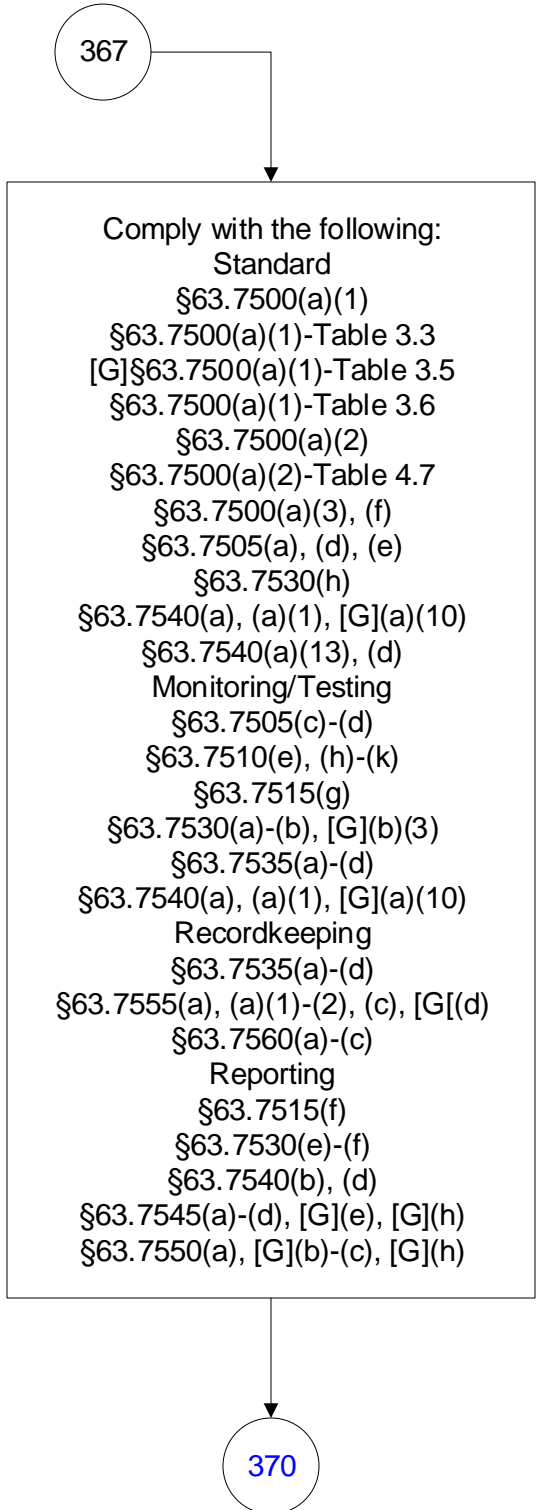 367
Comply with the following:
Standard
§63.7500(a)(1)
§63.7500(a)(1)-Table 3.3
[G]§63.7500(a)(1)-Table 3.5
§63.7500(a)(1)-Table 3.6
§63.7500(a)(2)
§63.7500(a)(2)-Table 4.7
§63.7500(a)(3), (f)
§63.7505(a), (d), (e)
§63.7530(h)
§63.7540(a), (a)(1), [G](a)(10)
§63.7540(a)(13), (d)
Monitoring/Testing
§63.7505(c)-(d)
§63.7510(e), (h)-(k)
§63.7515(g)
§63.7530(a)-(b), [G](b)(3)
§63.7535(a)-(d)
§63.7540(a), (a)(1), [G](a)(10)
Recordkeeping
§63.7535(a)-(d)
§63.7555(a), (a)(1)-(2), (c), [G[(d)
§63.7560(a)-(c)
Reporting
§63.7515(f)
§63.7530(e)-(f)
§63.7540(b), (d)
§63.7545(a)-(d), [G](e), [G](h)
§63.7550(a), [G](b)-(c), [G](h)
370